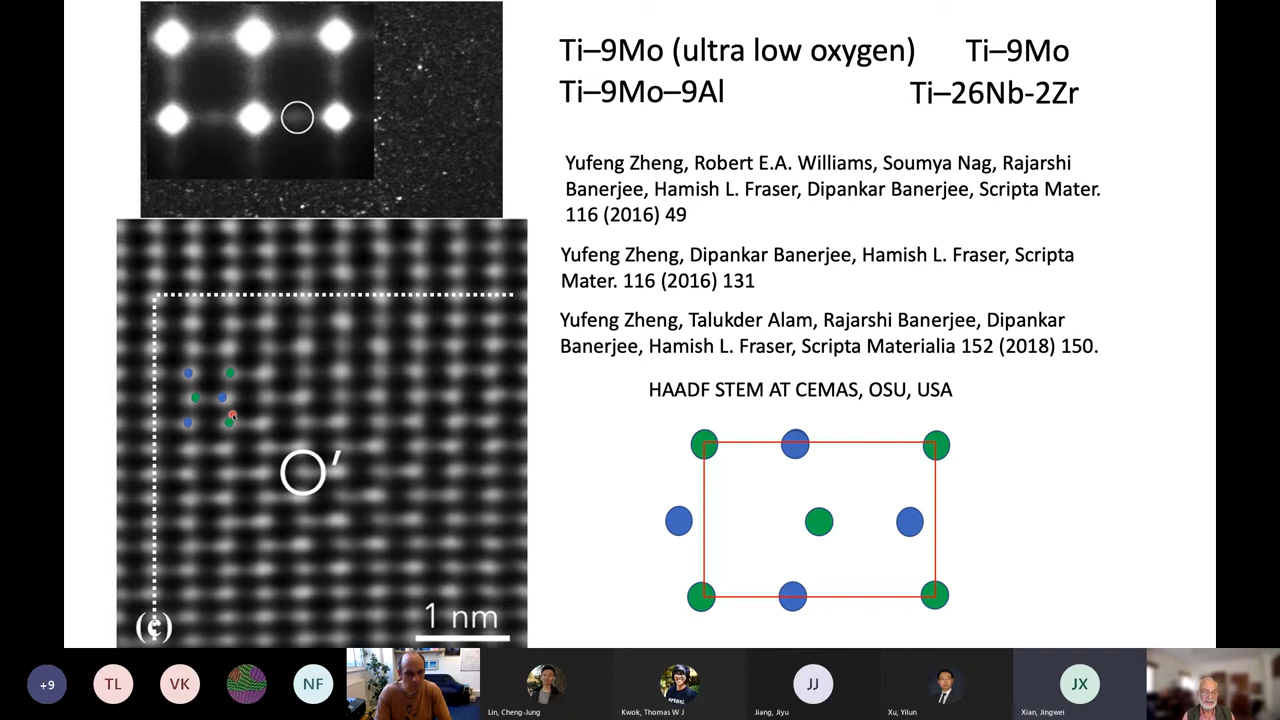 Ti–9Mo (ultra low oxygen) Ti–9Mo
Ti–9Mo–9Al Ti–26Nb-2Zr
Yufeng Zheng, Robert E.A. Williams, Soumya Nag, Rajarshi
Banerjee, Hamish L. Fraser, Dipankar Banerjee, Scripta Mater.
116 (2016) 49
Yufeng Zheng, Dipankar Banerjee, Hamish L. Fraser, Scripta
Mater. 116 (2016) 131
Yufeng Zheng, Talukder Alam, Rajarshi Banerjee, Dipankar
Banerjee, Hamish L. Fraser, Scripta Materialia 152 (2018) 150.
HAADF STEM AT CEMAS, OSU, USA
O′
1 nm
(c)
+9
TL
VK
NF
JJ
JX
Lin, Cheng-Jung
Kwok, Thomas W J
Jiang, Jiyu
Xu, Yilun
Xian, Jingwei